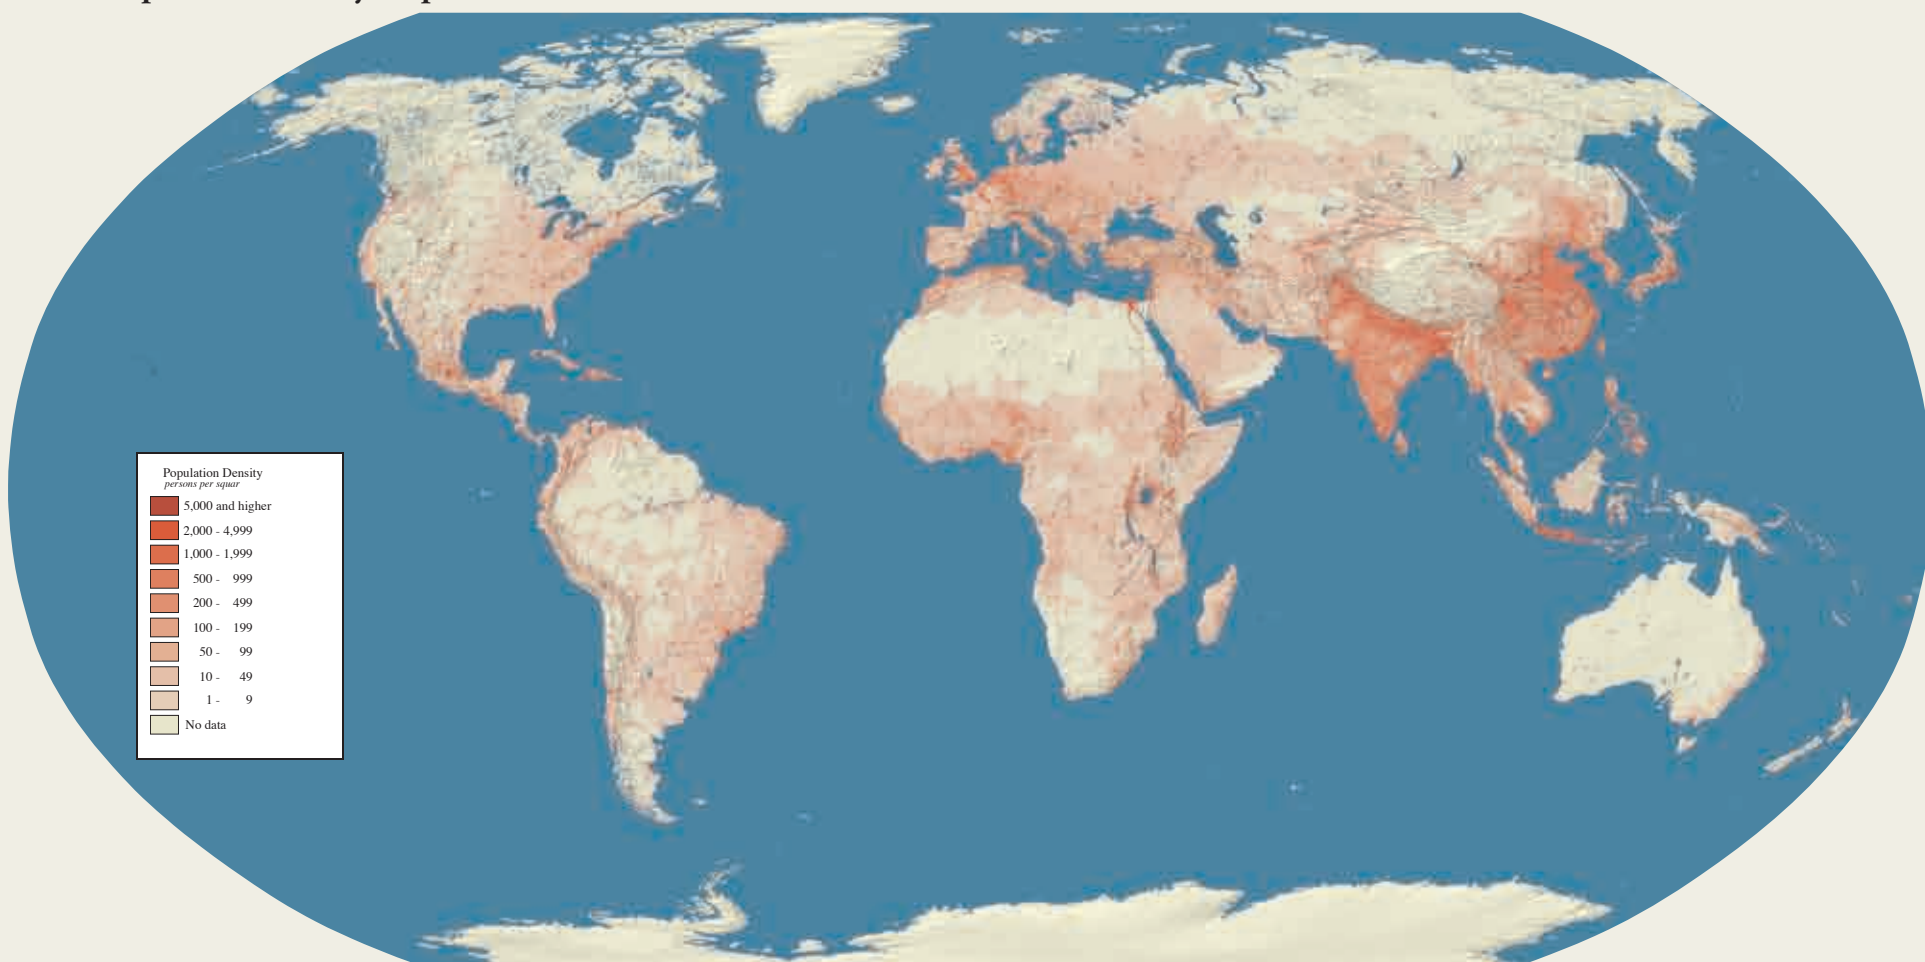 Population Density
persons per squar
5,000 and higher
2,000 - 4,999
1,000 - 1,999
500 - 999
200 - 499
100 - 199
50 - 99
10 - 49
1 - 9
No data